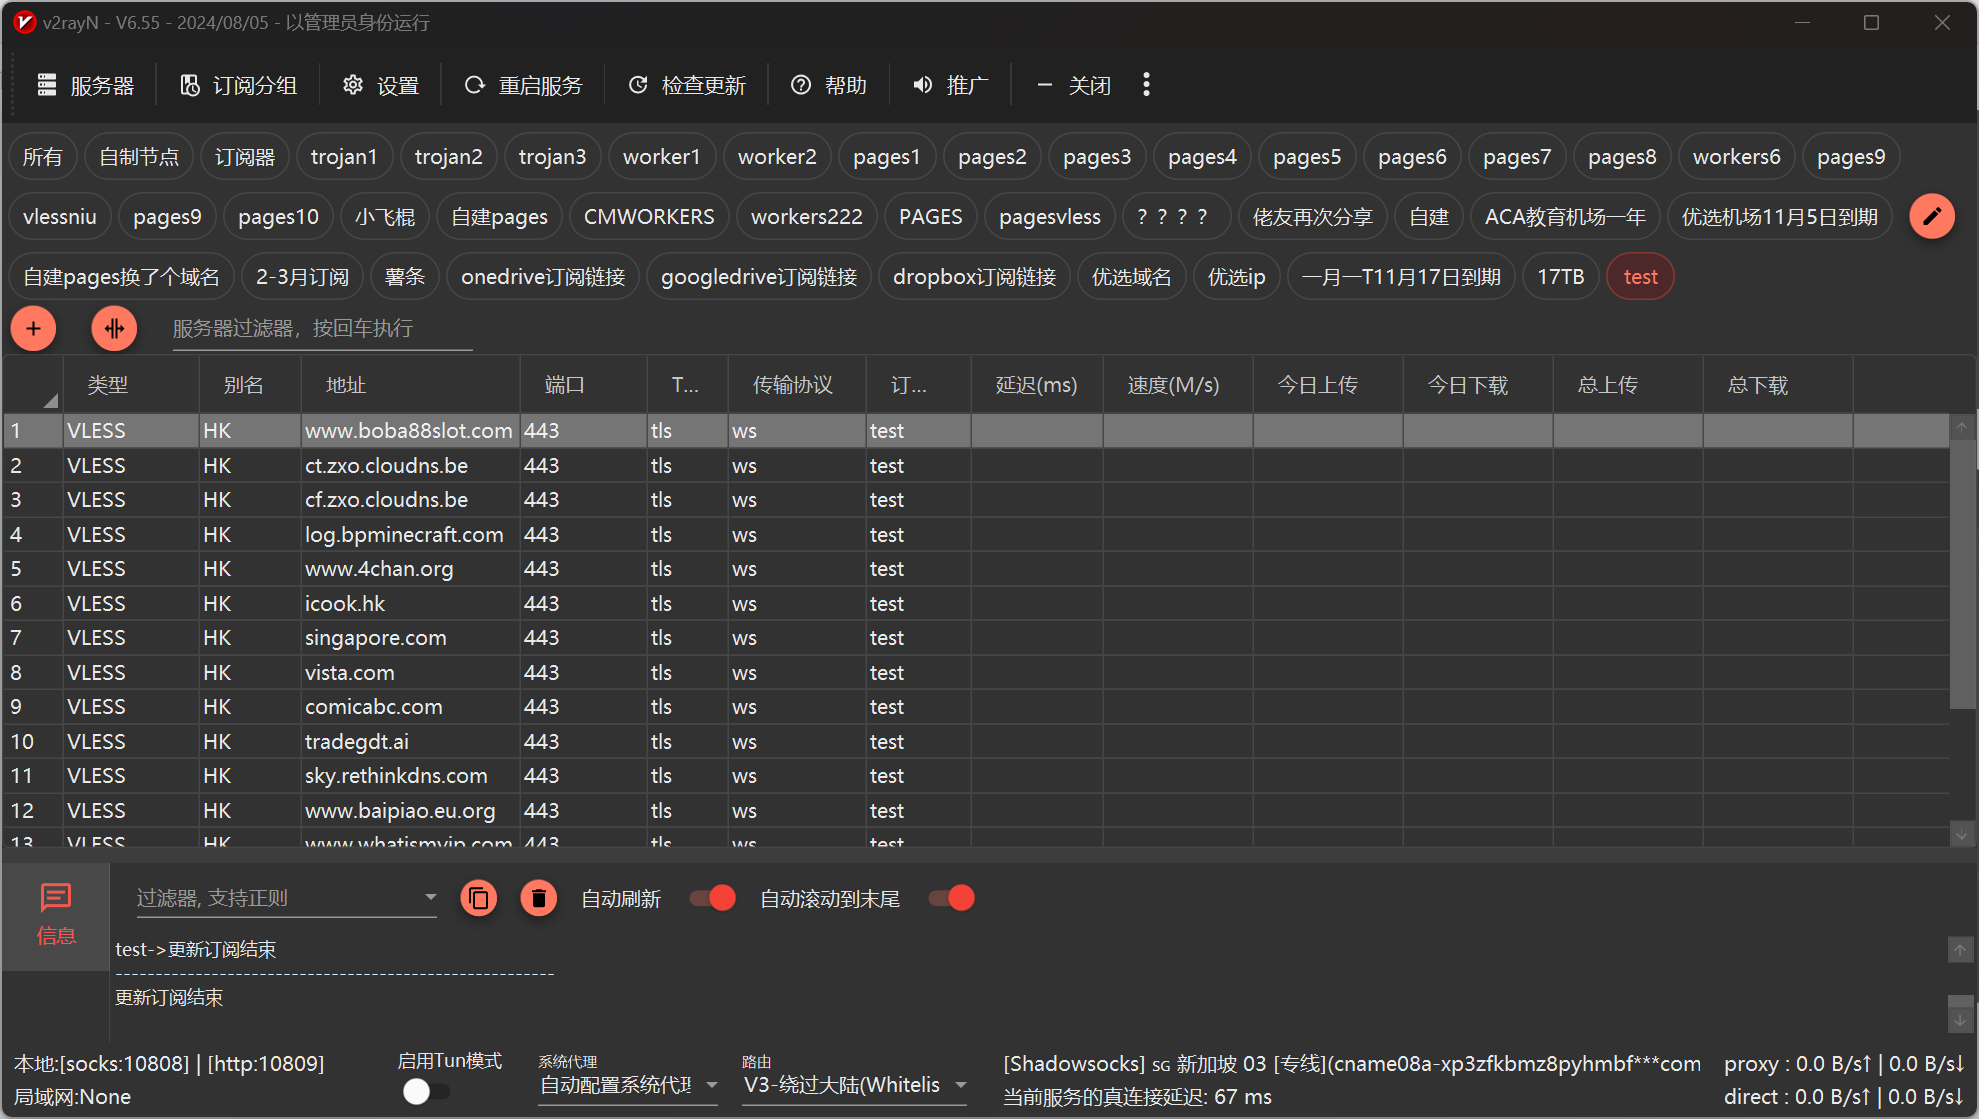 v2rayN - V6.55 - 2024/08/05 - 以管理员身份运行
服务器 订阅分组 设置 重启服务 检查更新 帮助 推广 关闭
所有 自制节点 订阅器 trojan1 trojan2 trojan3 worker1 worker2 pages1 pages2 pages3 pages4 pages5 pages6 pages7 pages8 workers6 pages9
vlessniu pages9 pages10 小飞棍 自建pages CMWORKERS workers222 PAGES pagesvless ？？？？ 佬友再次分享 自建 ACA教育机场一年 优选机场11月5日到期
自建pages换了个域名 2-3月订阅 薯条 onedrive订阅链接 googledrive订阅链接 dropbox订阅链接 优选域名 优选ip 一月一T11月17日到期 17TB test
服务器过滤器，按回车执行
类型 别名 地址 端口 T... 传输协议 订... 延迟(ms) 速度(M/s) 今日上传 今日下载 总上传 总下载
1 VLESS HK www.boba88slot.com 443 tls ws test
2 VLESS HK ct.zxo.cloudns.be 443 tls ws test
3 VLESS HK cf.zxo.cloudns.be 443 tls ws test
4 VLESS HK log.bpminecraft.com 443 tls ws test
5 VLESS HK www.4chan.org 443 tls ws test
6 VLESS HK icook.hk 443 tls ws test
7 VLESS HK singapore.com 443 tls ws test
8 VLESS HK vista.com 443 tls ws test
9 VLESS HK comicabc.com 443 tls ws test
10 VLESS HK tradegdt.ai 443 tls ws test
11 VLESS HK sky.rethinkdns.com 443 tls ws test
12 VLESS HK www.baipiao.eu.org 443 tls ws test
13 VLESS HK www.whatismyip.com 443 tls ws test
信息
过滤器, 支持正则 自动刷新 自动滚动到末尾
test->更新订阅结束
-------------------------------------------------------
更新订阅结束
本地:[socks:10808] | [http:10809]
局域网:None
启用Tun模式
系统代理
自动配置系统代理
路由
V3-绕过大陆(Whitelis
[Shadowsocks] SG 新加坡 03 [专线](cname08a-xp3zfkbmz8pyhmbf***com
当前服务的真连接延迟: 67 ms
proxy : 0.0 B/s↑ | 0.0 B/s↓
direct : 0.0 B/s↑ | 0.0 B/s↓